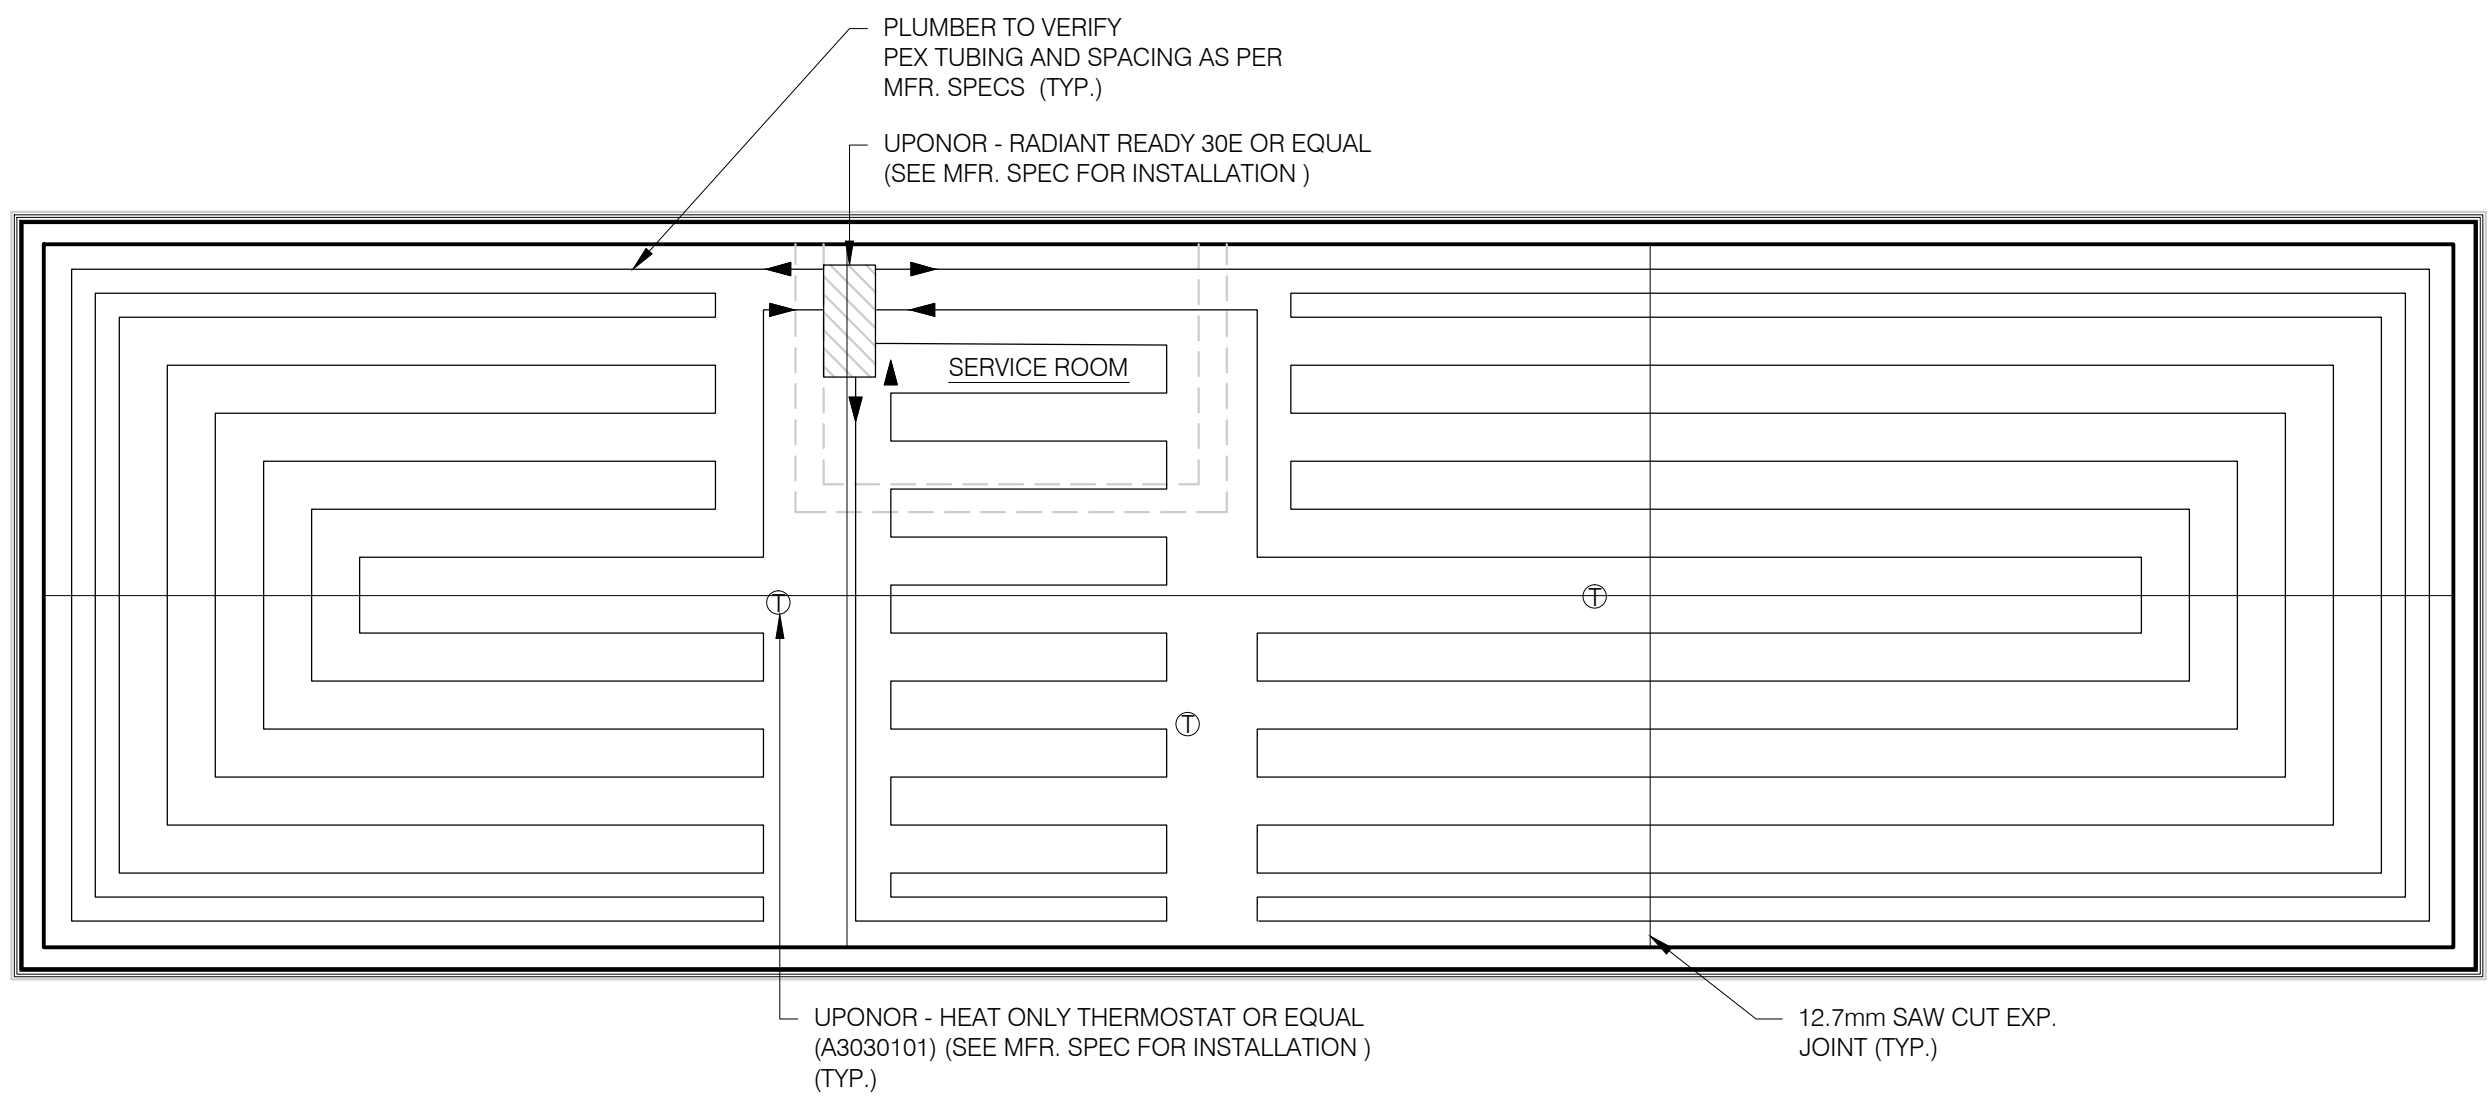 PLUMBER TO VERIFY
PEX TUBING AND SPACING AS PER
MFR. SPECS  (TYP.)
UPONOR - RADIANT READY 30E OR EQUAL
(SEE MFR. SPEC FOR INSTALLATION )
SERVICE ROOM
T
T
T
UPONOR - HEAT ONLY THERMOSTAT OR EQUAL
(A3030101) (SEE MFR. SPEC FOR INSTALLATION )
(TYP.)
12.7mm SAW CUT EXP.
JOINT (TYP.)